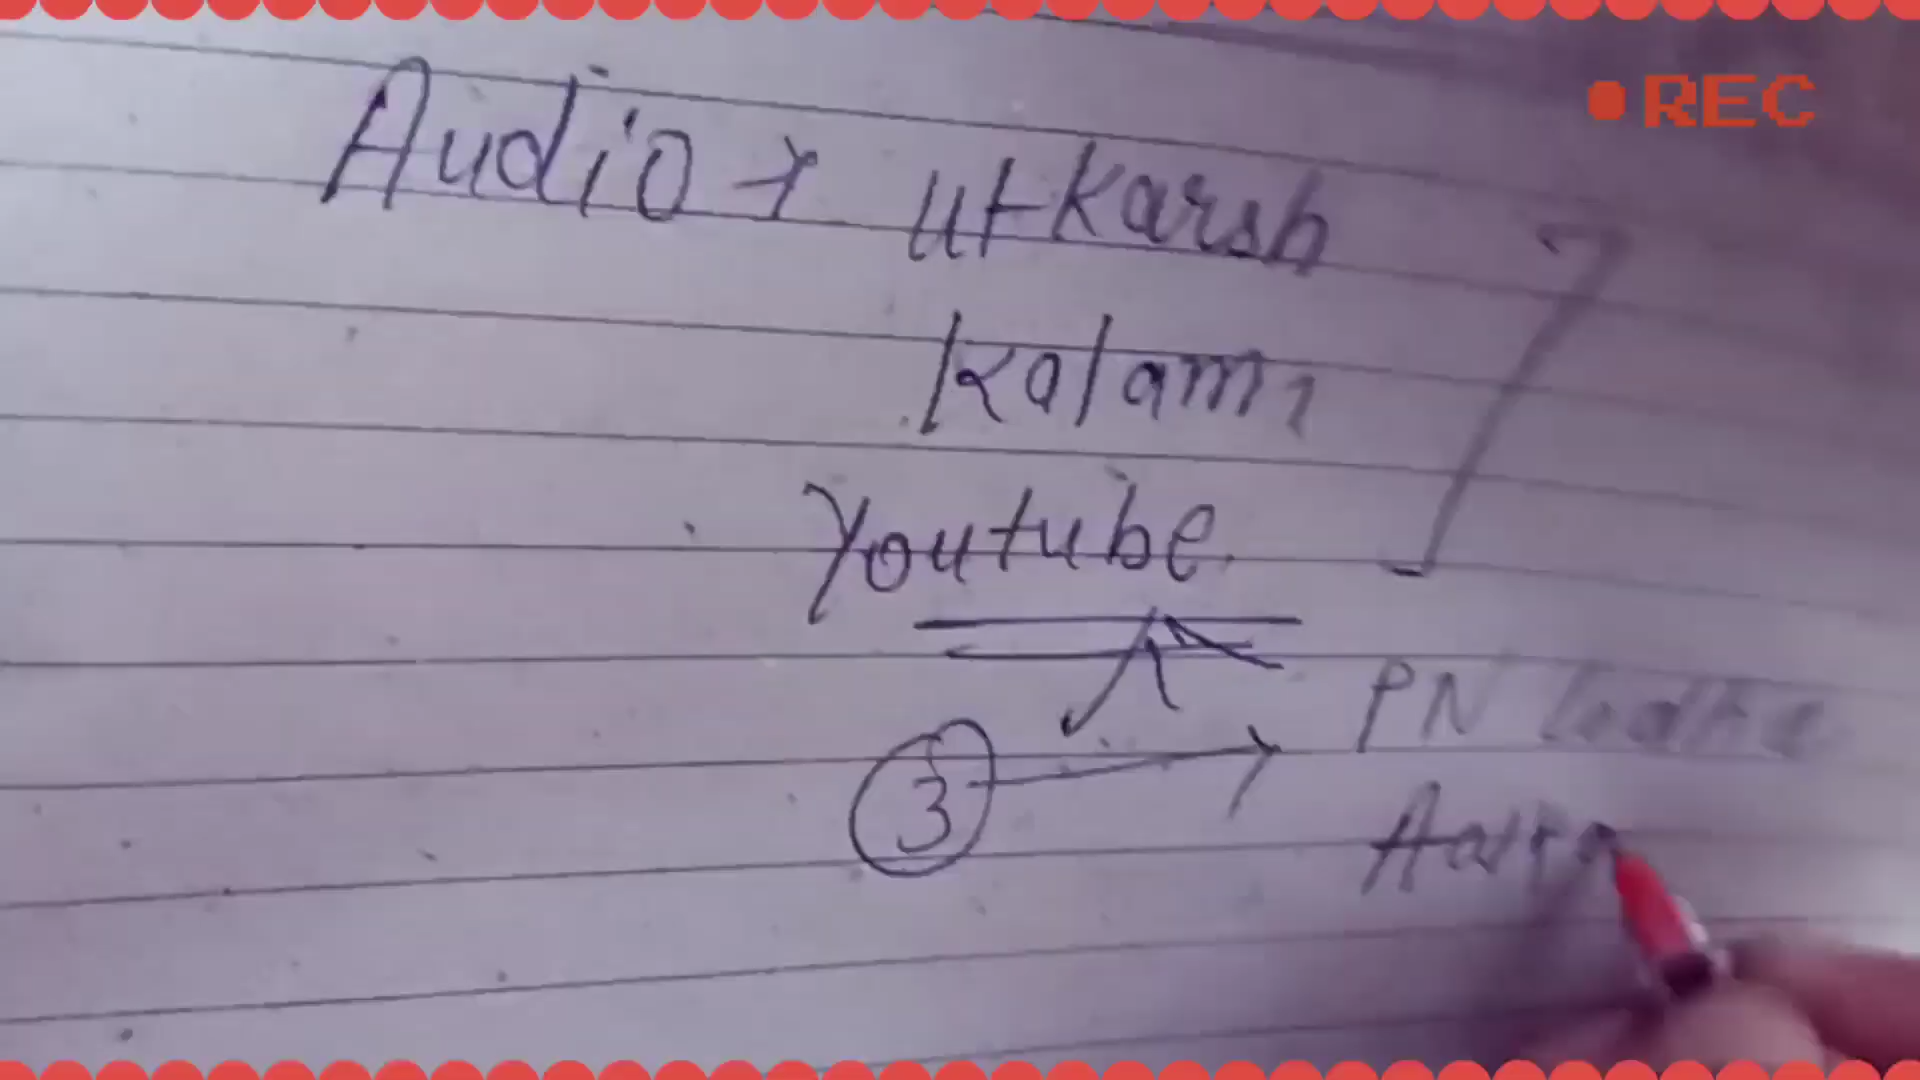 REC
Audio → utkarsh
Kalam,
Youtube
3 → PN